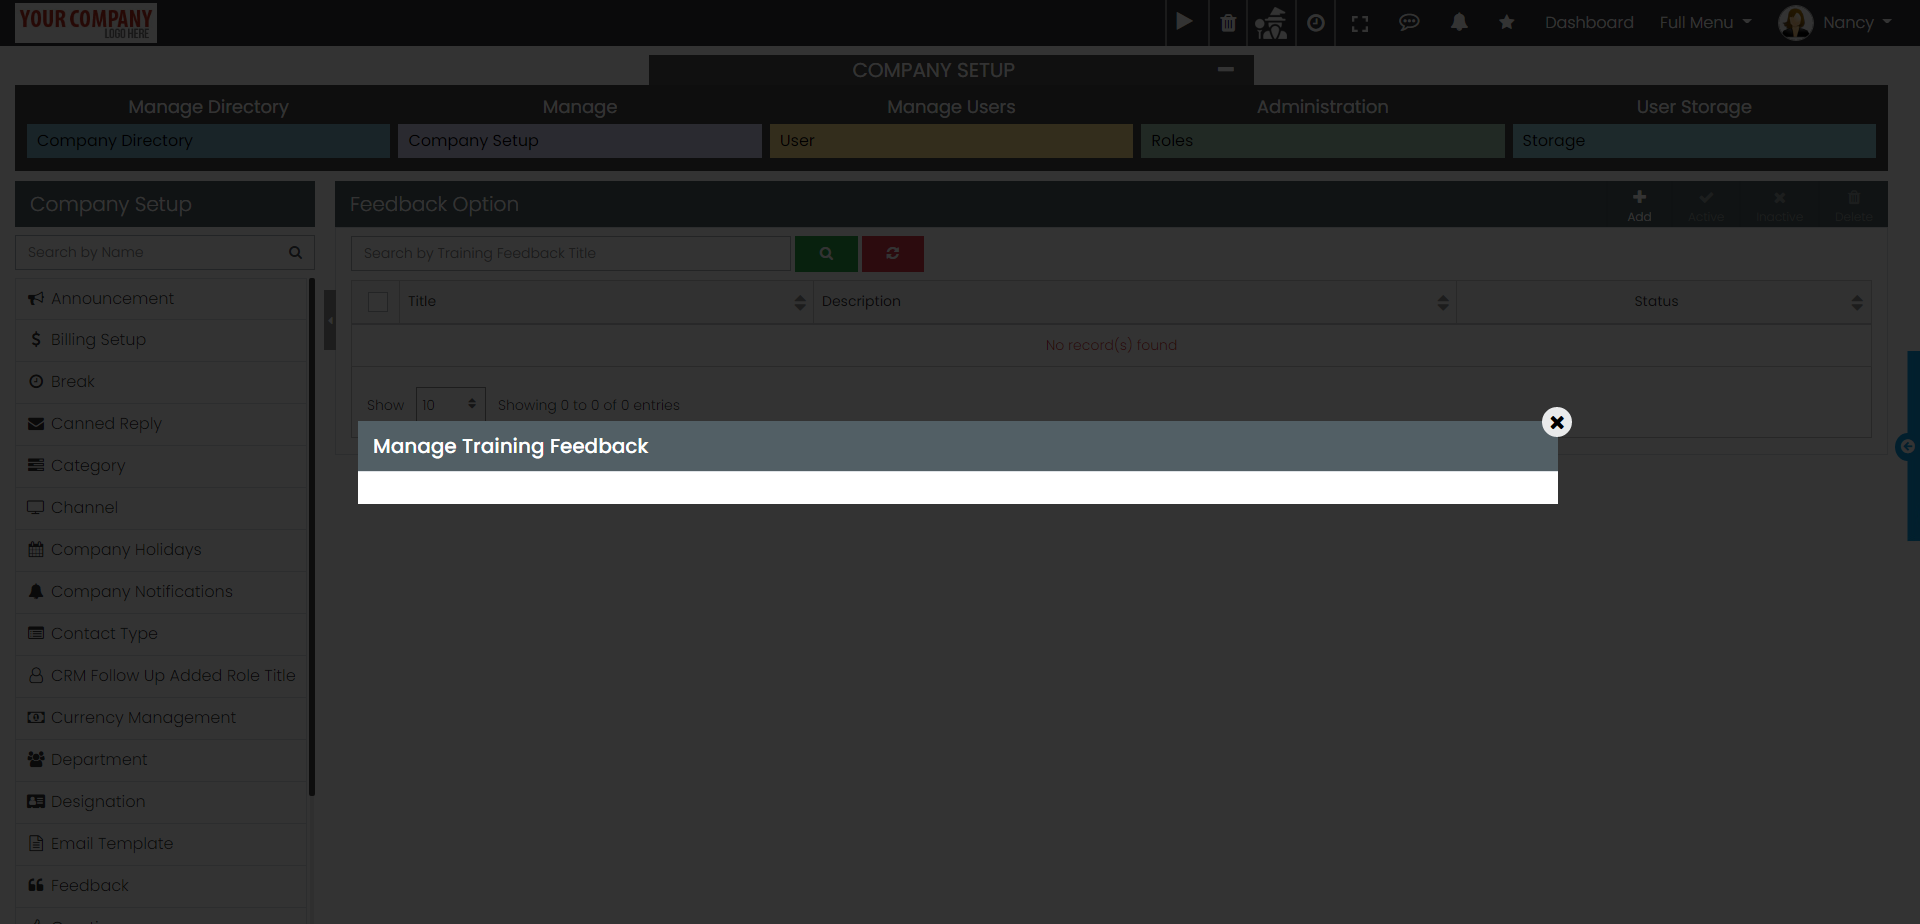 YOUR COMPANY
LOGO HERE
Dashboard
Full Menu
Nancy
COMPANY SETUP
Manage Directory
Manage
Manage Users
Administration
User Storage
Company Directory
Company Setup
User
Roles
Storage
Company Setup
Feedback Option
Add
Active
Inactive
Delete
Search by Name
Search by Training Feedback Title
Title
Description
Status
No record(s) found
Show
10
Showing 0 to 0 of 0 entries
Announcement
Billing Setup
Break
Canned Reply
Category
Channel
Company Holidays
Company Notifications
Contact Type
CRM Follow Up Added Role Title
Currency Management
Department
Designation
Email Template
Feedback
Manage Training Feedback